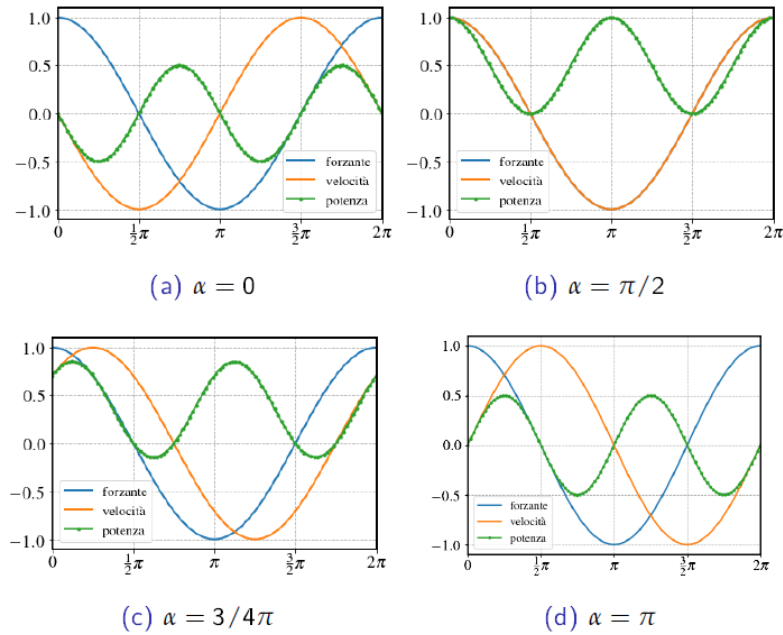 1.0
0.5
0.0
−0.5
−1.0
forzante
velocità
potenza
0 ½π π 3/2π 2π
(a) α = 0
1.0
0.5
0.0
−0.5
−1.0
forzante
velocità
potenza
0 ½π π 3/2π 2π
(b) α = π/2
1.0
0.5
0.0
−0.5
−1.0
forzante
velocità
potenza
0 ½π π 3/2π 2π
(c) α = 3/4π
1.0
0.5
0.0
−0.5
−1.0
forzante
velocità
potenza
0 ½π π 3/2π 2π
(d) α = π